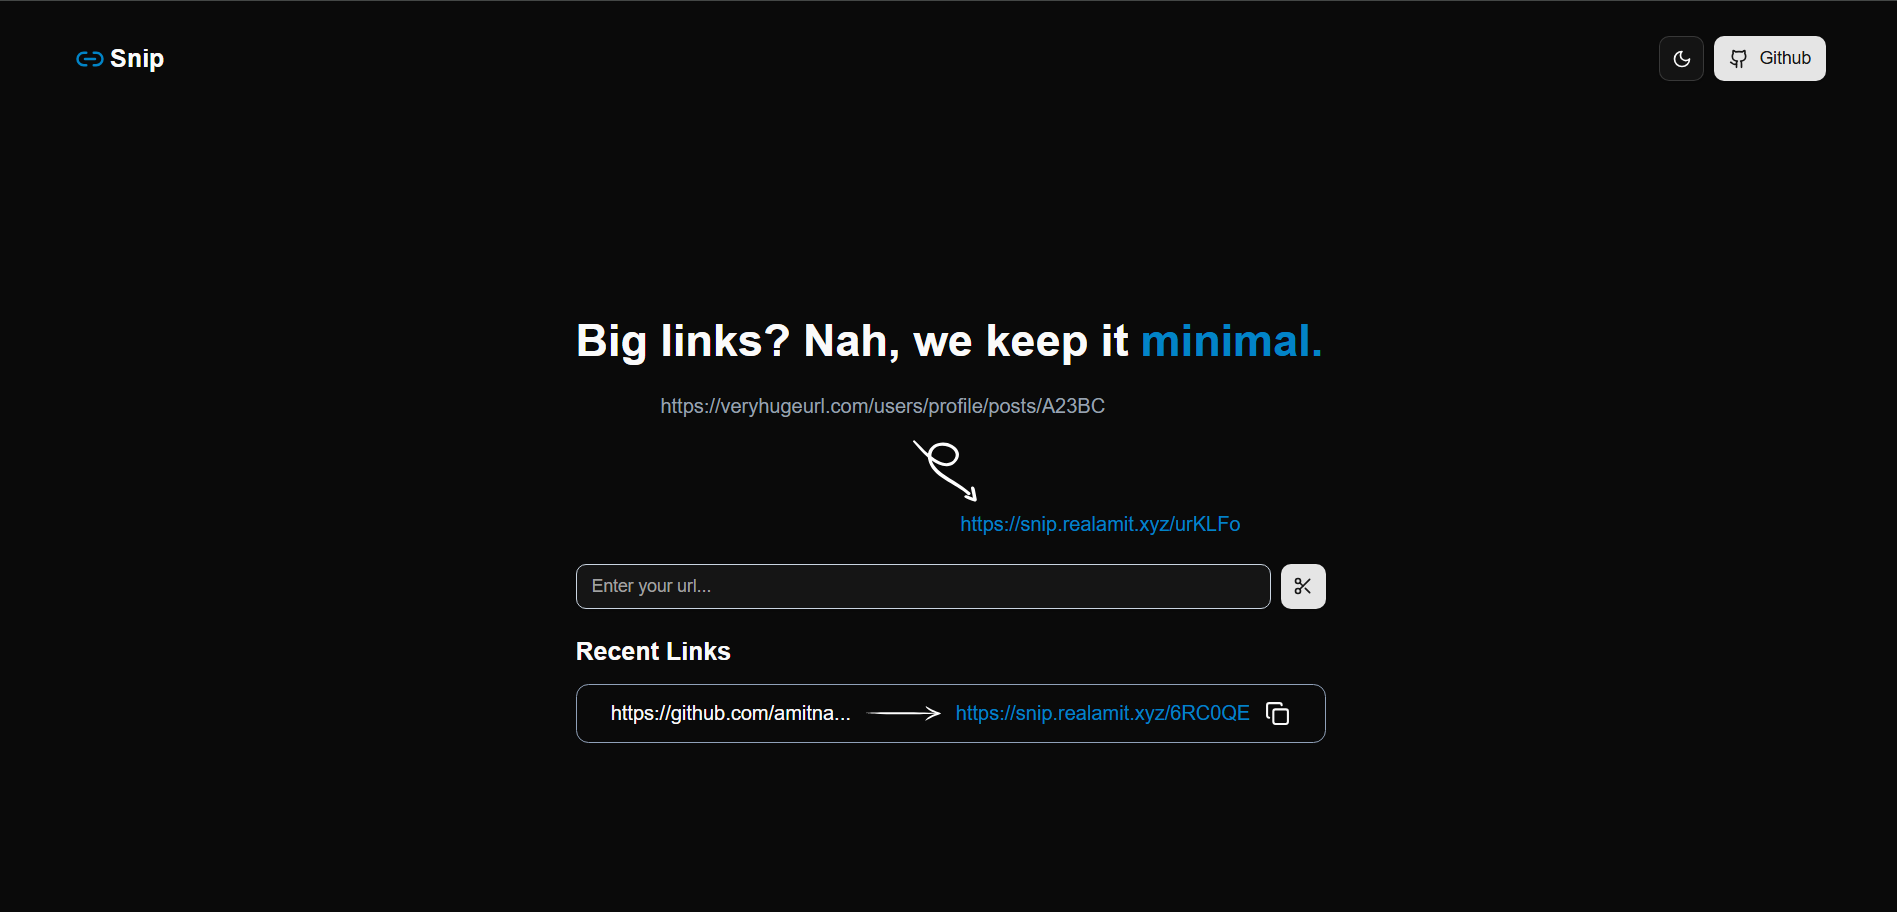 Snip
Github
Big links? Nah, we keep it minimal.
https://veryhugeurl.com/users/profile/posts/A23BC
https://snip.realamit.xyz/urKLFo
Enter your url...
Recent Links
https://github.com/amitna... https://snip.realamit.xyz/6RC0QE